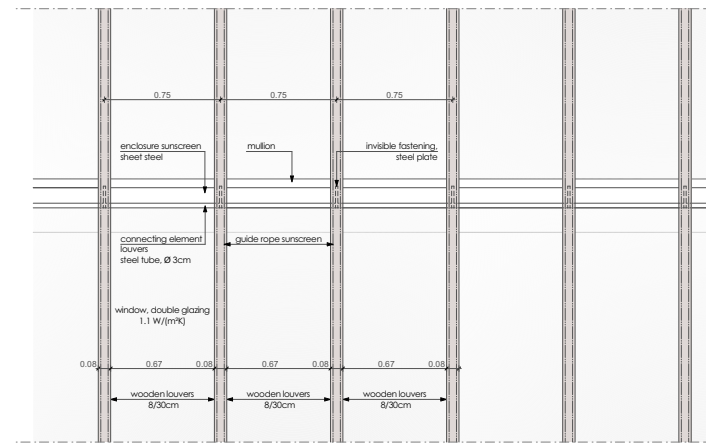 0.75 0.75 0.75
enclosure sunscreen
sheet steel
mullion
invisible fastening,
steel plate
connecting element
louvers
steel tube, Ø 3cm
guide rope sunscreen
window, double glazing
1.1 W/(m²K)
0.08 0.67 0.08 0.67 0.08 0.67 0.08
wooden louvers
8/30cm
wooden louvers
8/30cm
wooden louvers
8/30cm